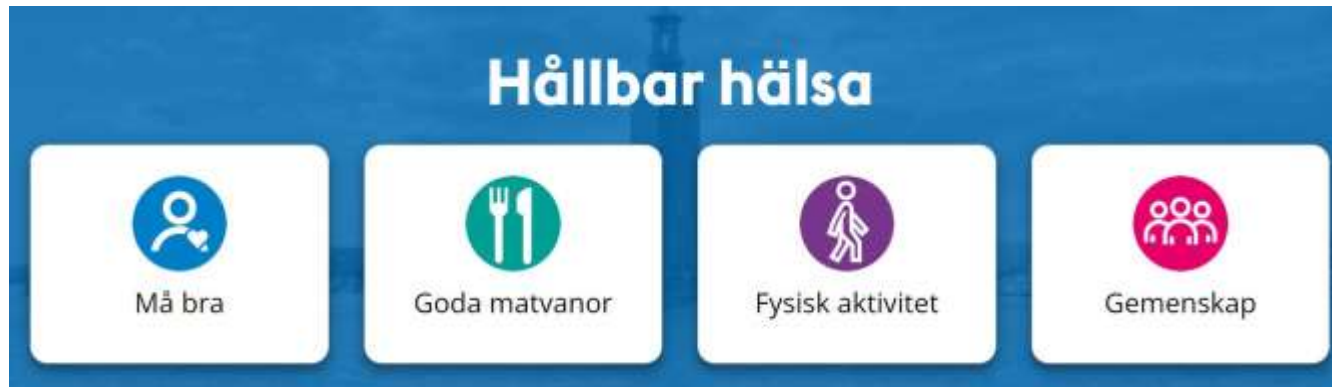 Hållbar hälsa
Må bra
Goda matvanor
Fysisk aktivitet
Gemenskap